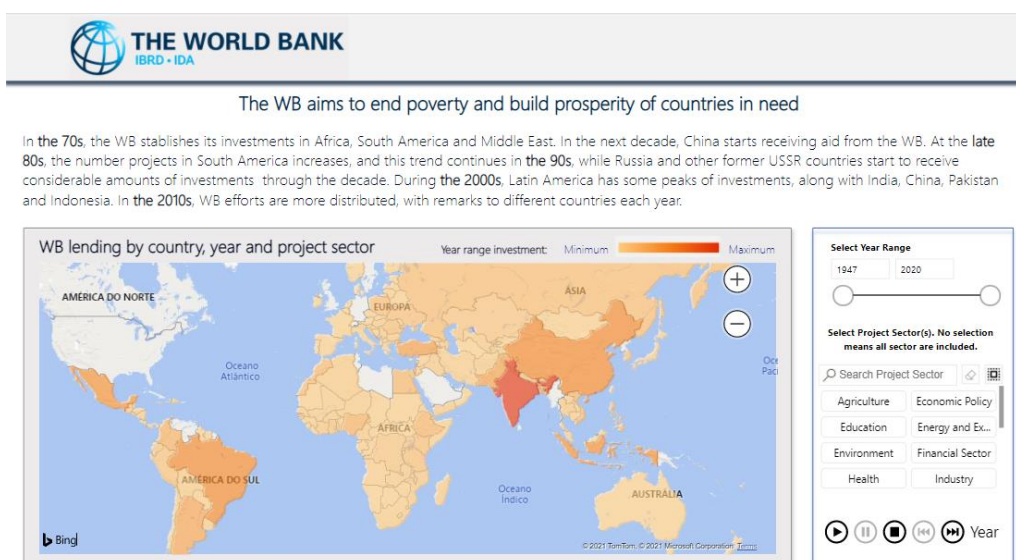 THE WORLD BANK
IBRD • IDA
The WB aims to end poverty and build prosperity of countries in need
In the 70s, the WB stablishes its investments in Africa, South America and Middle East. In the next decade, China starts receiving aid from the WB. At the late
80s, the number projects in South America increases, and this trend continues in the 90s, while Russia and other former USSR countries start to receive
considerable amounts of investments through the decade. During the 2000s, Latin America has some peaks of investments, along with India, China, Pakistan
and Indonesia. In the 2010s, WB efforts are more distributed, with remarks to different countries each year.
WB lending by country, year and project sector
Year range investment: Minimum Maximum
AMÉRICA DO NORTE
EUROPA
ÁSIA
Oceano
Atlântico
ÁFRICA
AMÉRICA DO SUL
Oceano
Índico
AUSTRÁLIA
Oce
Pac
Bing
© 2021 TomTom, © 2021 Microsoft Corporation Terms
Select Year Range
1947 2020
Select Project Sector(s). No selection
means all sector are included.
Search Project Sector
Agriculture Economic Policy
Education Energy and Ex...
Environment Financial Sector
Health Industry
Year